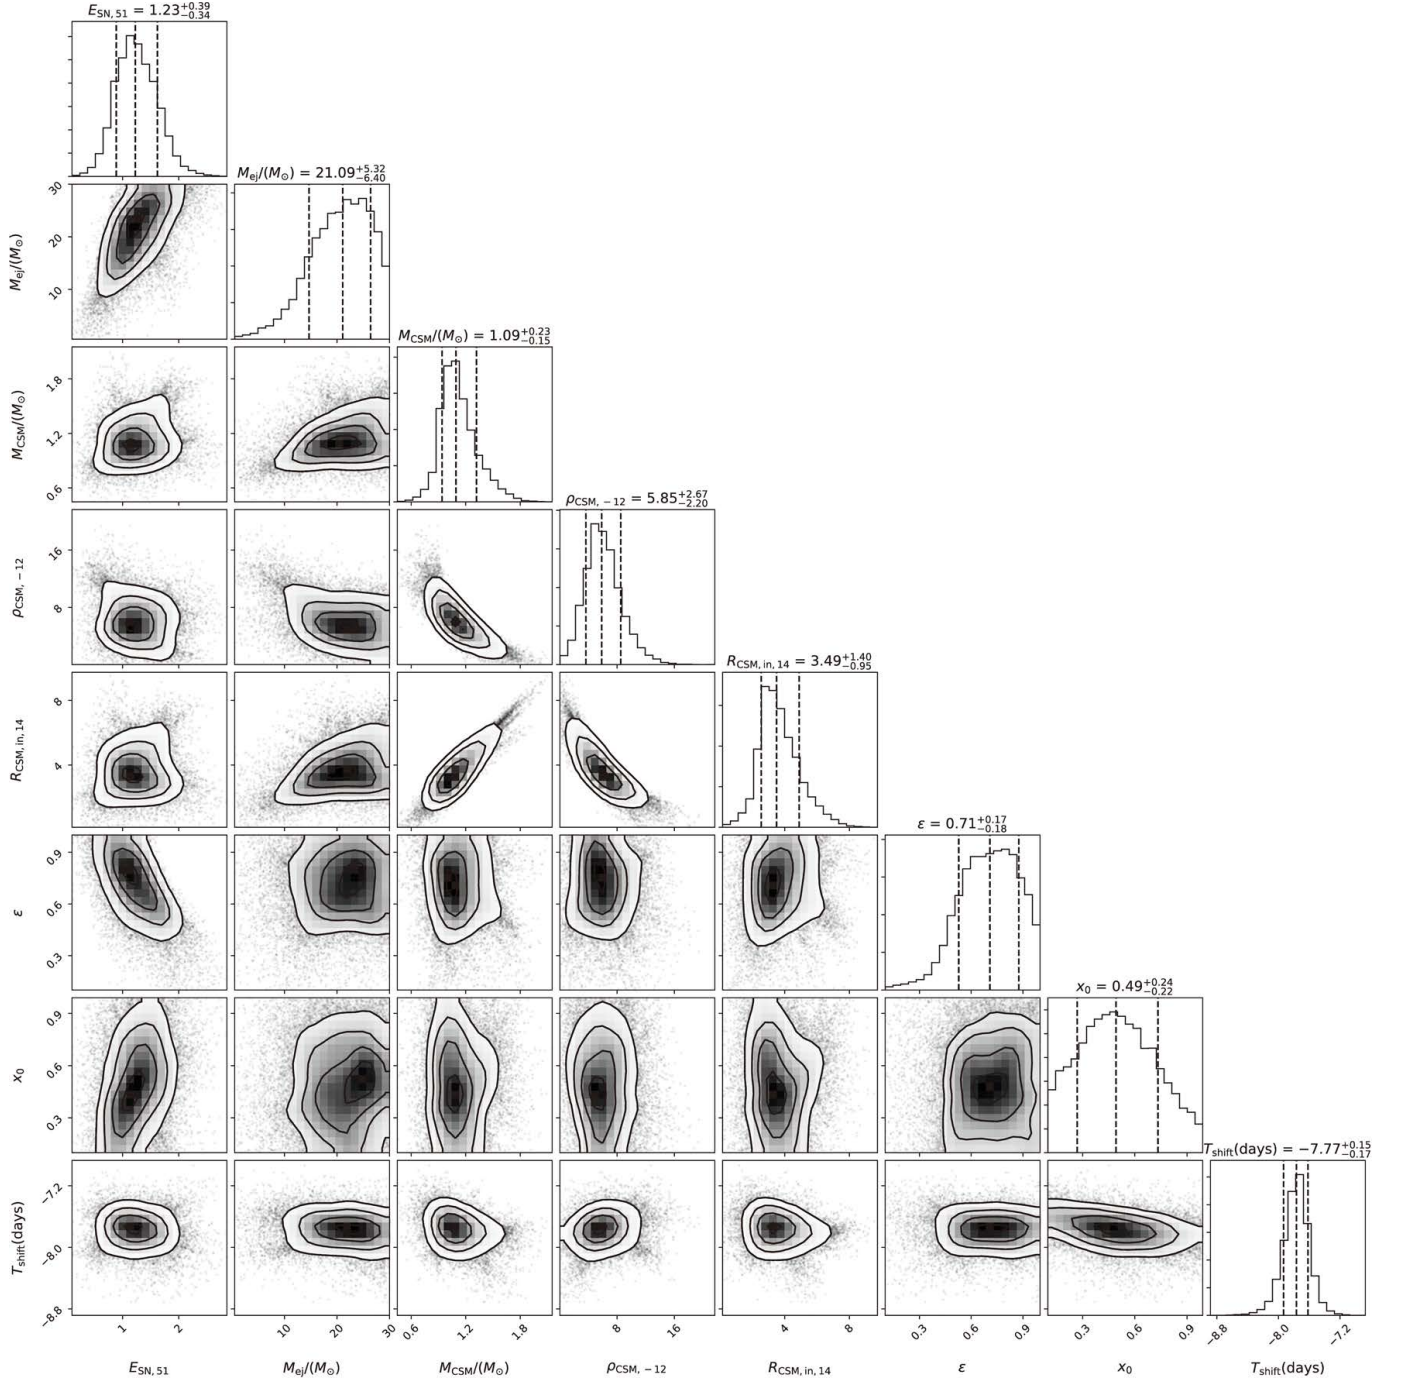 E_SN, 51 = 1.23^{+0.39}_{−0.34}
M_ej/(M_⊙) = 21.09^{+5.32}_{−6.40}
30
20
10
M_ej/(M_⊙)
M_CSM/(M_⊙) = 1.09^{+0.23}_{−0.15}
1.8
1.2
0.6
M_CSM/(M_⊙)
ρ_CSM, −12 = 5.85^{+2.67}_{−2.20}
16
8
ρ_CSM, −12
R_CSM, in, 14 = 3.49^{+1.40}_{−0.95}
8
4
R_CSM, in, 14
ε = 0.71^{+0.17}_{−0.18}
0.9
0.6
0.3
ε
x_0 = 0.49^{+0.24}_{−0.22}
0.9
0.6
0.3
x_0
T_shift(days) = −7.77^{+0.15}_{−0.17}
−7.2
−8.0
−8.8
T_shift(days)
1 2 10 20 30 0.6 1.2 1.8 8 16 4 8 0.3 0.6 0.9 0.3 0.6 0.9 −8.8 −8.0 −7.2
E_SN, 51 M_ej/(M_⊙) M_CSM/(M_⊙) ρ_CSM, −12 R_CSM, in, 14 ε x_0 T_shift(days)